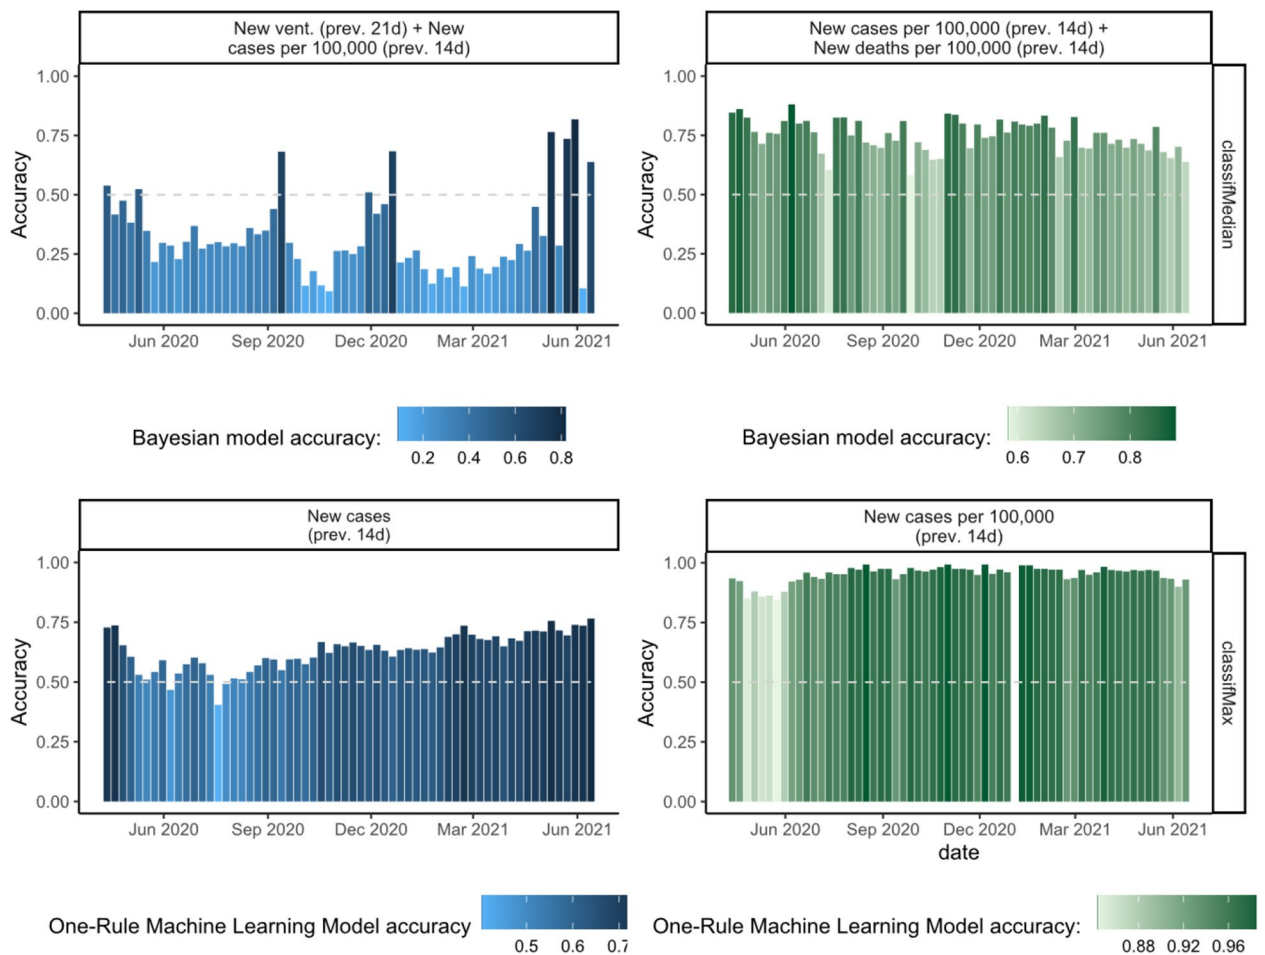 New vent. (prev. 21d) + New
cases per 100,000 (prev. 14d)
1.00
0.75
0.50
0.25
0.00
Accuracy
Jun 2020 Sep 2020 Dec 2020 Mar 2021 Jun 2021
Bayesian model accuracy:
0.2 0.4 0.6 0.8
New cases per 100,000 (prev. 14d) +
New deaths per 100,000 (prev. 14d)
1.00
0.75
0.50
0.25
0.00
Accuracy
classifMedian
Jun 2020 Sep 2020 Dec 2020 Mar 2021 Jun 2021
Bayesian model accuracy:
0.6 0.7 0.8
New cases
(prev. 14d)
1.00
0.75
0.50
0.25
0.00
Accuracy
Jun 2020 Sep 2020 Dec 2020 Mar 2021 Jun 2021
One-Rule Machine Learning Model accuracy
0.5 0.6 0.7
New cases per 100,000
(prev. 14d)
1.00
0.75
0.50
0.25
0.00
Accuracy
classifMax
Jun 2020 Sep 2020 Dec 2020 Mar 2021 Jun 2021
date
One-Rule Machine Learning Model accuracy:
0.88 0.92 0.96